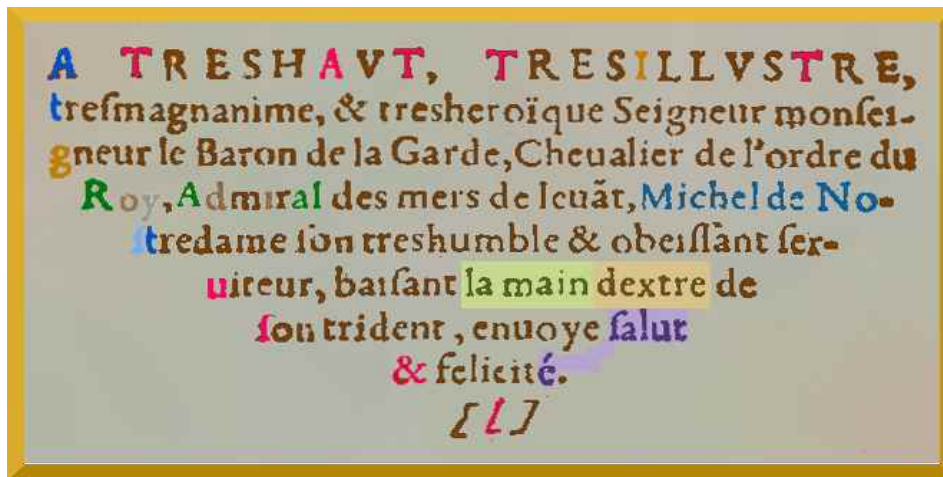 A TRESHAVT, TRESILLVSTRE,
treſmagnanime, & tresheroïque Seigneur monſei-
gneur le Baron de la Garde, Cheualier de l'ordre du
Roy, Admiral des mers de leuãt, Michel de No-
ſtredame ſon treshumble & obeiſſant ſer-
uiteur, baiſant la main dextre de
ſon trident, enuoye ſalut
& felicité.
[L]